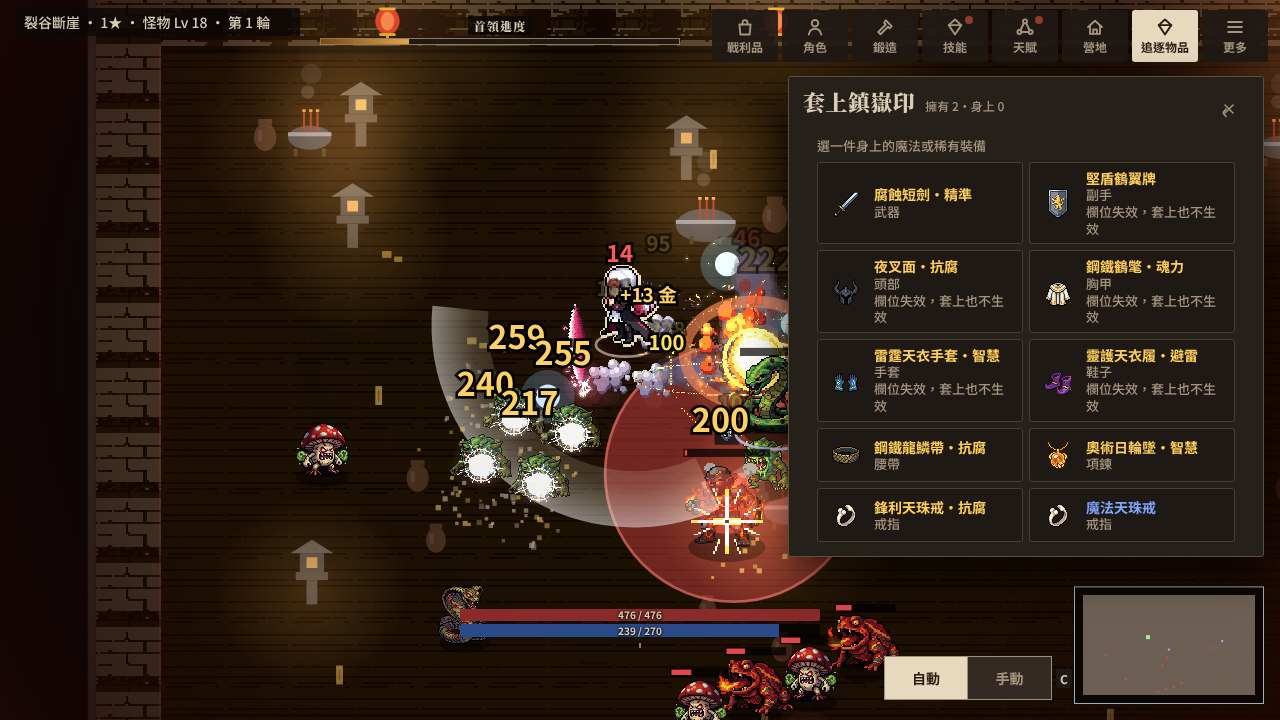 裂谷斷崖 · 1★ · 怪物 Lv 18 · 第 1 輪
首領進度
戰利品
角色
鍛造
技能
天賦
營地
追逐物品
更多
套上鎮嶽印 擁有 2・身上 0
選一件身上的魔法或稀有裝備
腐蝕短劍・精準
武器
堅盾鶴翼牌
副手
欄位失效，套上也不生
效
夜叉面・抗腐
頭部
欄位失效，套上也不生
效
鋼鐵鶴氅・魂力
胸甲
欄位失效，套上也不生
效
雷霆天衣手套・智慧
手套
欄位失效，套上也不生
效
靈護天衣履・避雷
鞋子
欄位失效，套上也不生
效
鋼鐵龍鱗帶・抗腐
腰帶
奧術日輪墜・智慧
項鍊
鋒利天珠戒・抗腐
戒指
魔法天珠戒
戒指
14
95
46
222
+13 金
100
259
255
240
217
200
476 / 476
239 / 270
自動
手動
C